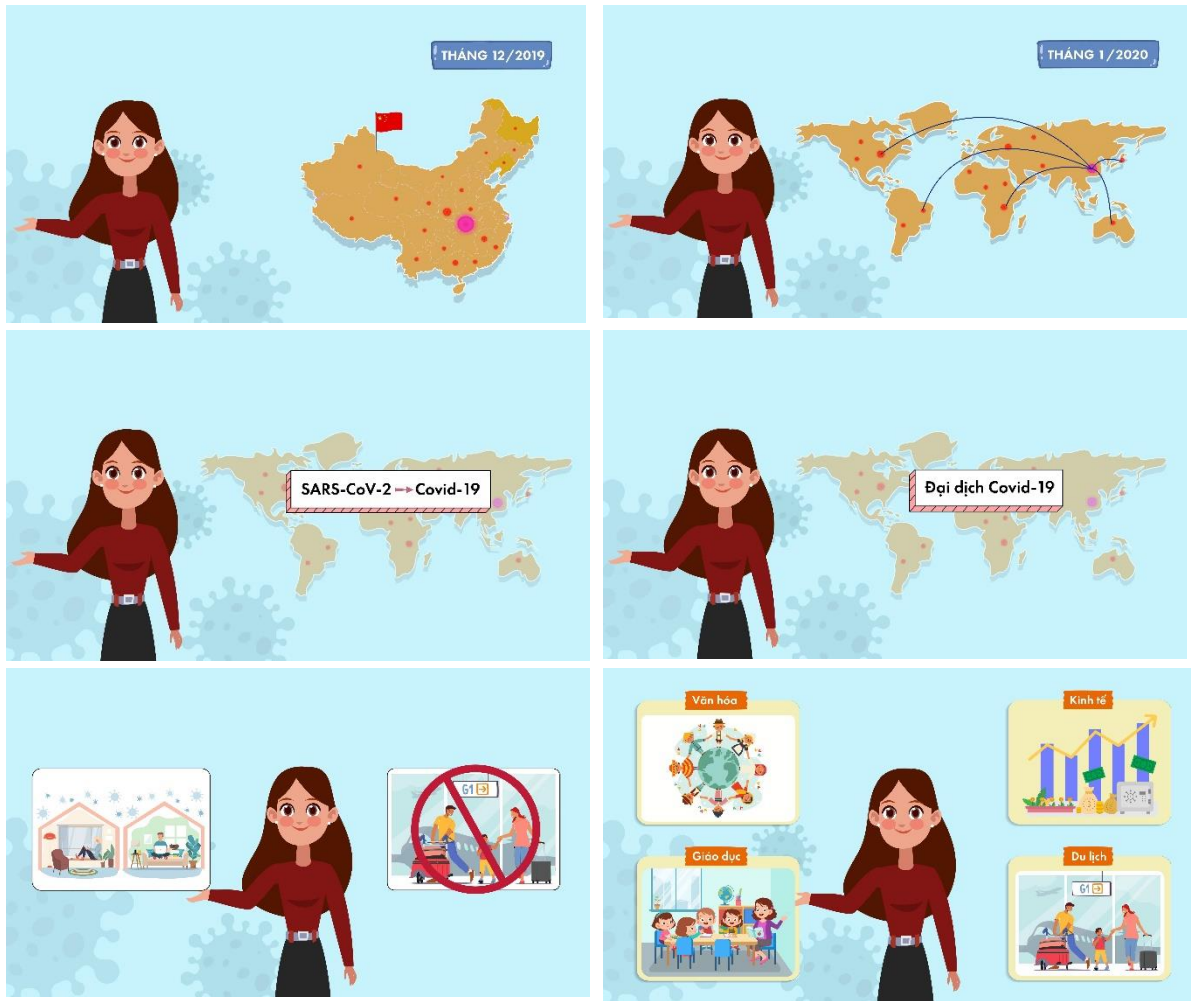 THÁNG 12/2019
THÁNG 1/2020
SARS-CoV-2 → Covid-19
Đại dịch Covid-19
G1
Văn hóa
Kinh tế
Giáo dục
Du lịch
G1